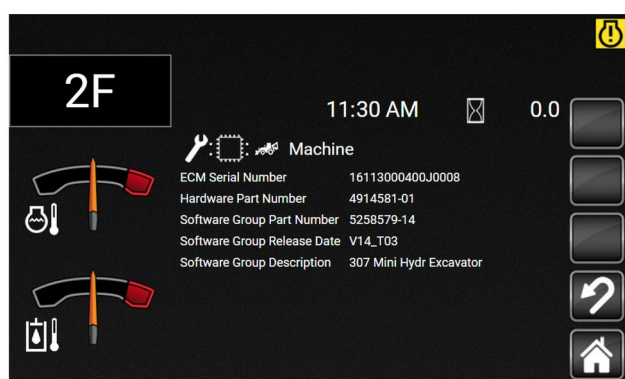 2F
11:30 AM 0.0
: : Machine
ECM Serial Number 16113000400J0008
Hardware Part Number 4914581-01
Software Group Part Number 5258579-14
Software Group Release Date V14_T03
Software Group Description 307 Mini Hydr Excavator